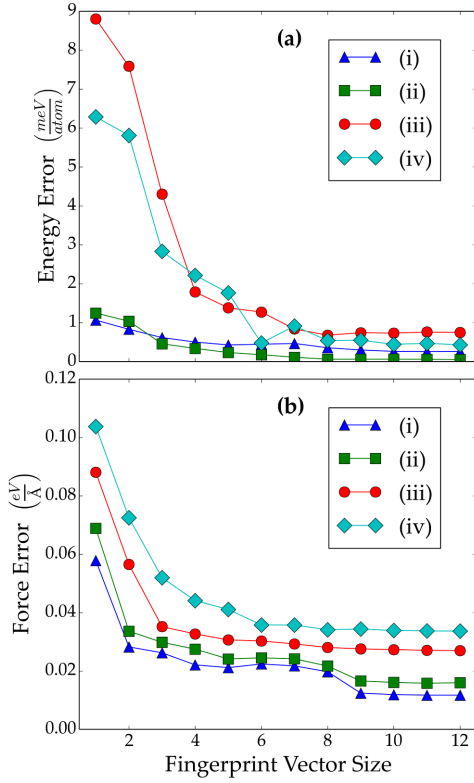 (a)
(i)
(ii)
(iii)
(iv)
Energy Error (meV/atom)
9
8
7
6
5
4
3
2
1
0
(b)
(i)
(ii)
(iii)
(iv)
Force Error (eV/Å)
0.12
0.10
0.08
0.06
0.04
0.02
0.00
2 4 6 8 10 12
Fingerprint Vector Size